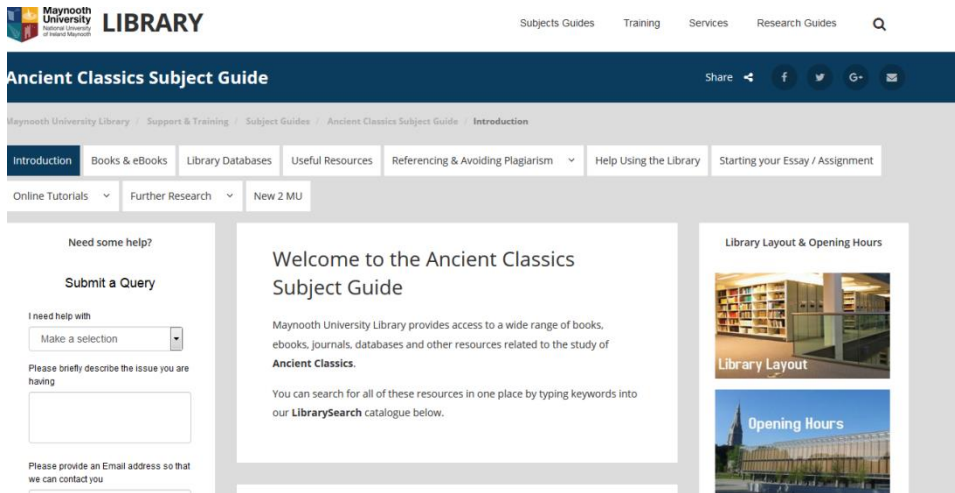 Maynooth
University
National University
of Ireland Maynooth
LIBRARY
Subjects Guides Training Services Research Guides
Ancient Classics Subject Guide
Share
f
G+
Maynooth University Library / Support & Training / Subject Guides / Ancient Classics Subject Guide / Introduction
Introduction Books & eBooks Library Databases Useful Resources Referencing & Avoiding Plagiarism Help Using the Library Starting your Essay / Assignment
Online Tutorials Further Research New 2 MU
Need some help?
Submit a Query
I need help with
Make a selection
Please briefly describe the issue you are
having
Please provide an Email address so that
we can contact you
Welcome to the Ancient Classics
Subject Guide
Maynooth University Library provides access to a wide range of books,
ebooks, journals, databases and other resources related to the study of
Ancient Classics.
You can search for all of these resources in one place by typing keywords into
our LibrarySearch catalogue below.
Library Layout & Opening Hours
Library Layout
Opening Hours